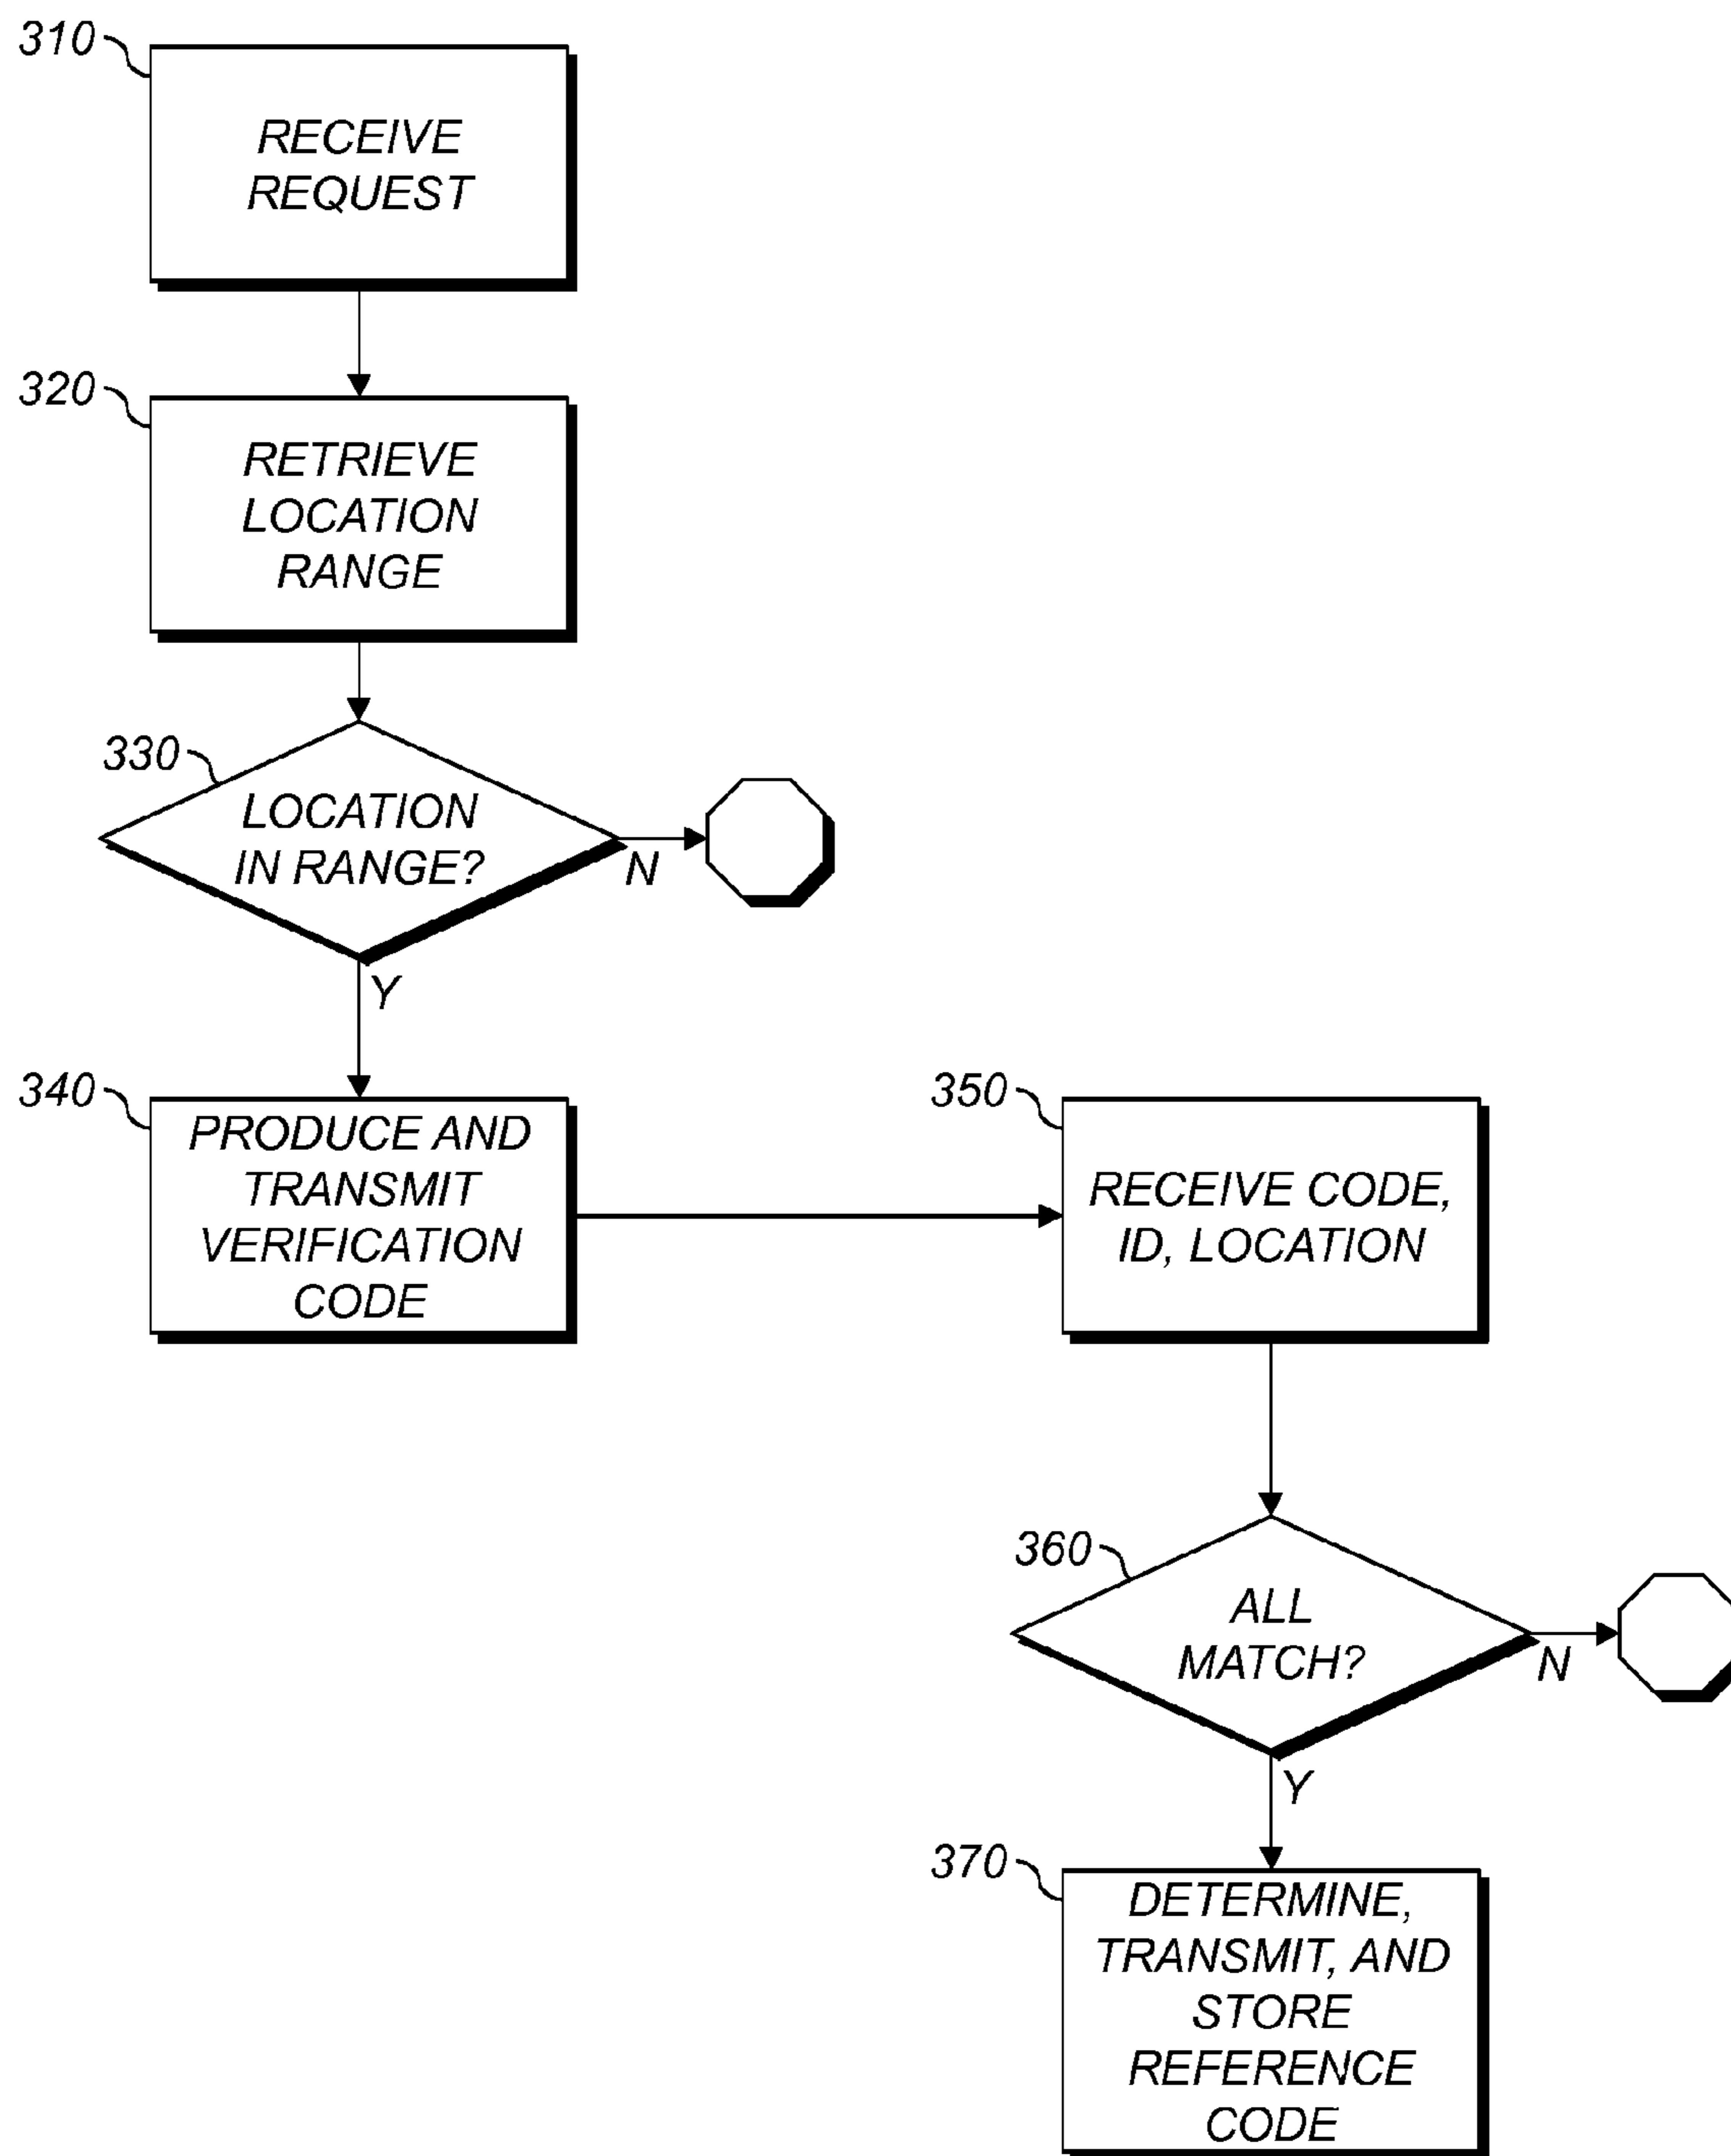 310
RECEIVE
REQUEST
320
RETRIEVE
LOCATION
RANGE
330
LOCATION
IN RANGE?
N
Y
340
PRODUCE AND
TRANSMIT
VERIFICATION
CODE
350
RECEIVE CODE,
ID, LOCATION
360
ALL
MATCH?
N
Y
370
DETERMINE,
TRANSMIT, AND
STORE
REFERENCE
CODE